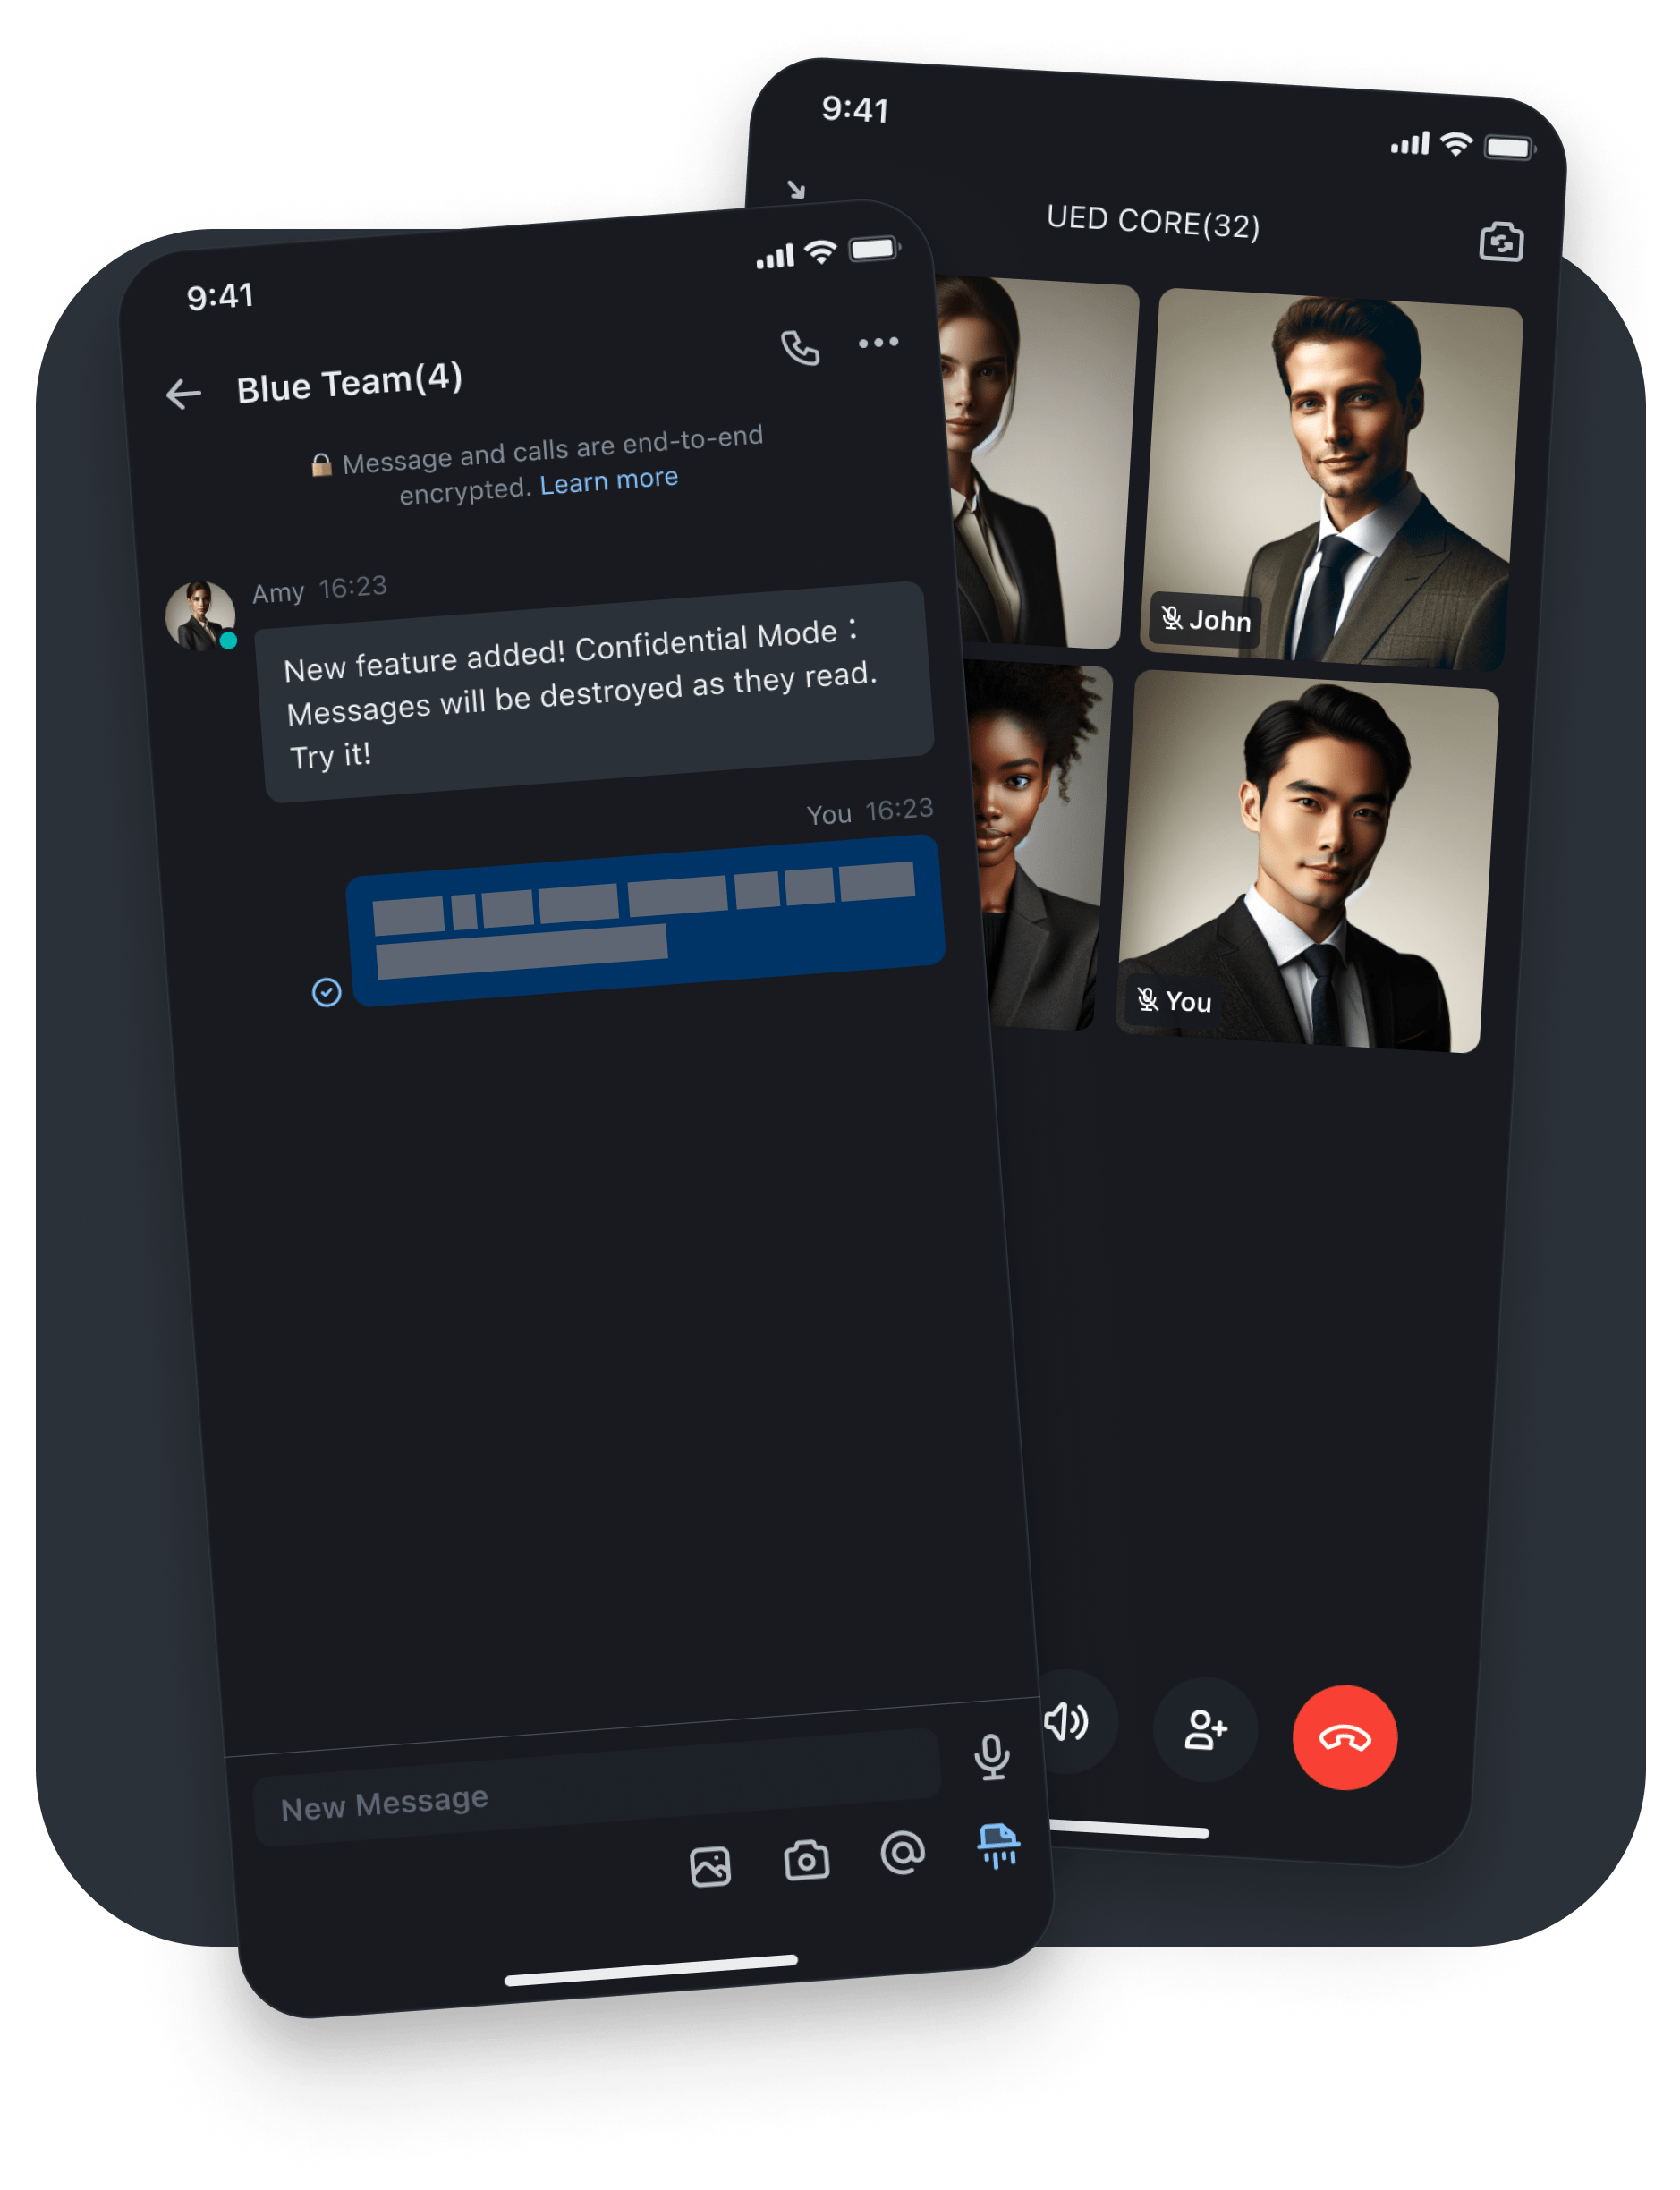 9:41
UED CORE(32)
John
You
9:41
Blue Team(4)
Message and calls are end-to-end
encrypted. Learn more
Amy 16:23
New feature added! Confidential Mode：
Messages will be destroyed as they read.
Try it!
You 16:23
New Message